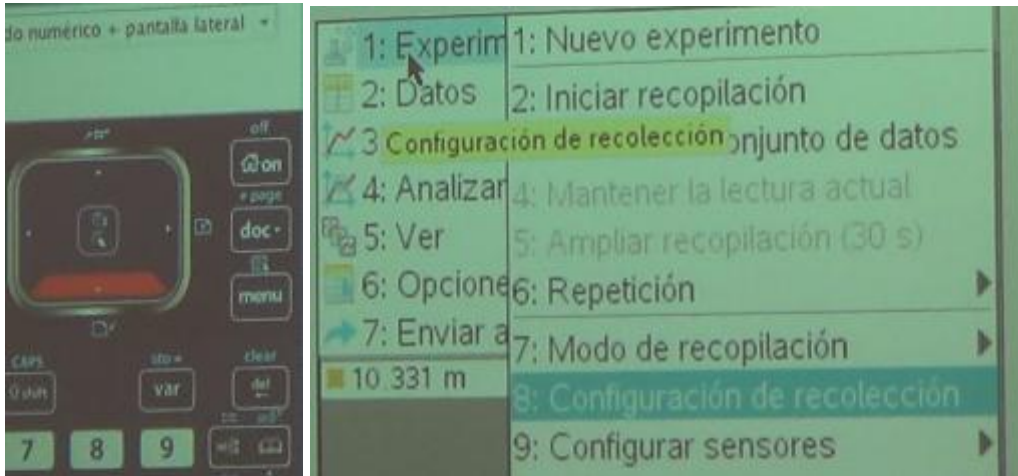 do numérico + pantalla lateral
off
on
page
doc
menu
CAPS
shift
sto
var
clear
del
7
8
9
1: Experim
2: Datos
3
4: Analizar
5: Ver
6: Opcione
7: Enviar a
10 331 m
1: Nuevo experimento
2: Iniciar recopilación
Configuración de recolección
onjunto de datos
4: Mantener la lectura actual
5: Ampliar recopilación (30 s)
6: Repetición
7: Modo de recopilación
8: Configuración de recolección
9: Configurar sensores